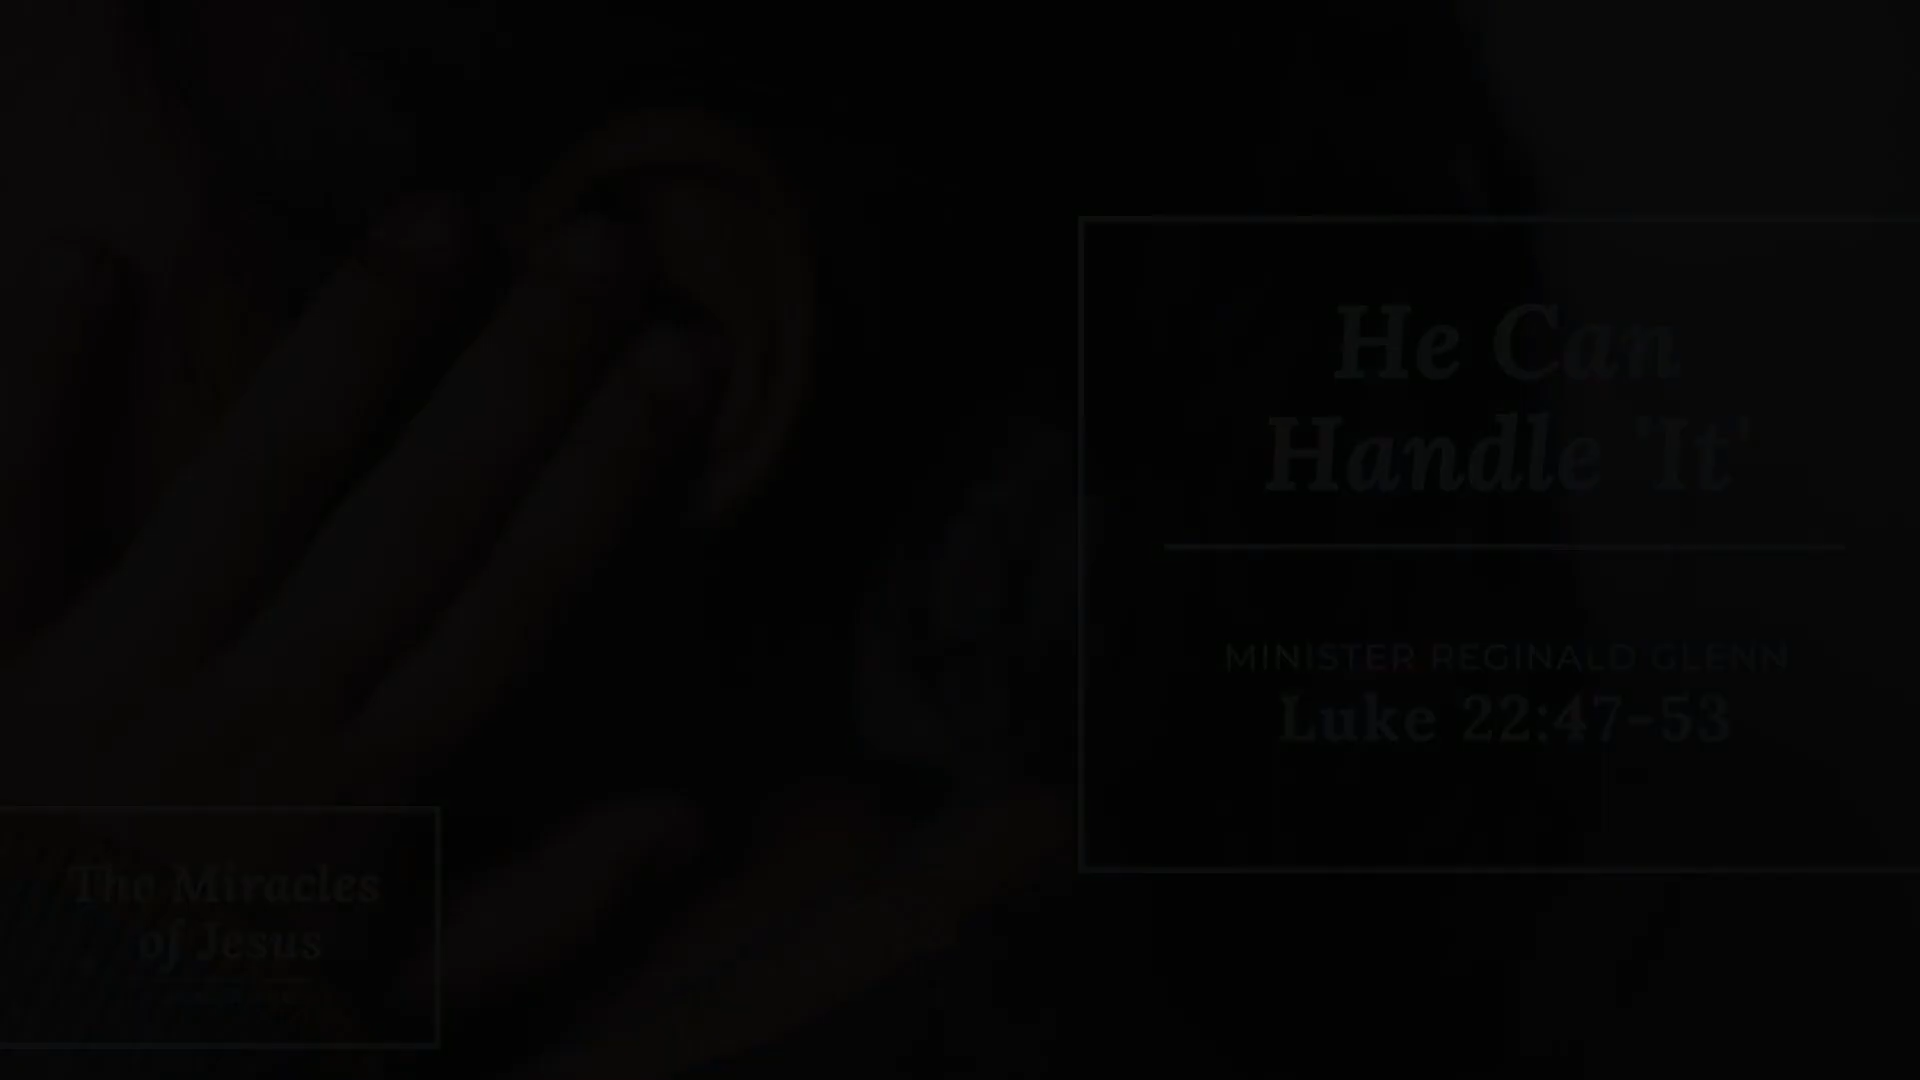 He Can
Handle 'It'
MINISTER REGINALD GLENN
Luke 22:47-53
The Miracles
of Jesus